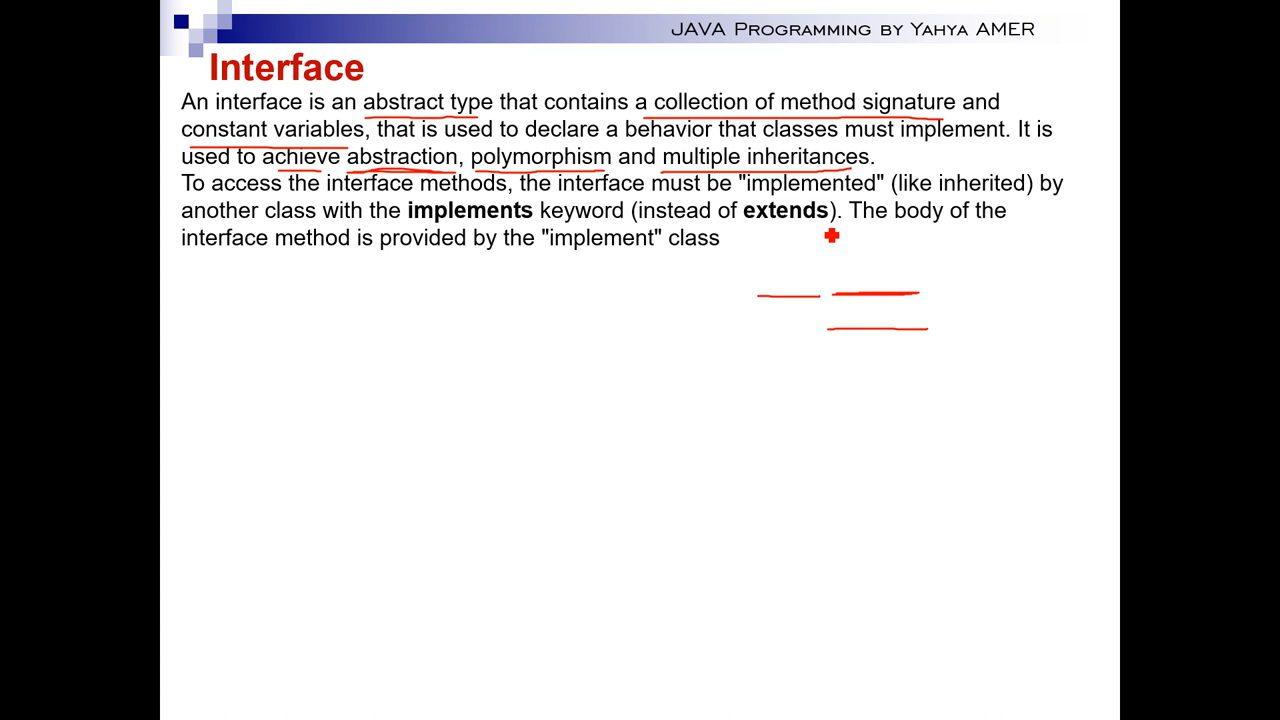 JAVA Programming by Yahya AMER
Interface
An interface is an abstract type that contains a collection of method signature and
constant variables, that is used to declare a behavior that classes must implement. It is
used to achieve abstraction, polymorphism and multiple inheritances.
To access the interface methods, the interface must be "implemented" (like inherited) by
another class with the implements keyword (instead of extends). The body of the
interface method is provided by the "implement" class